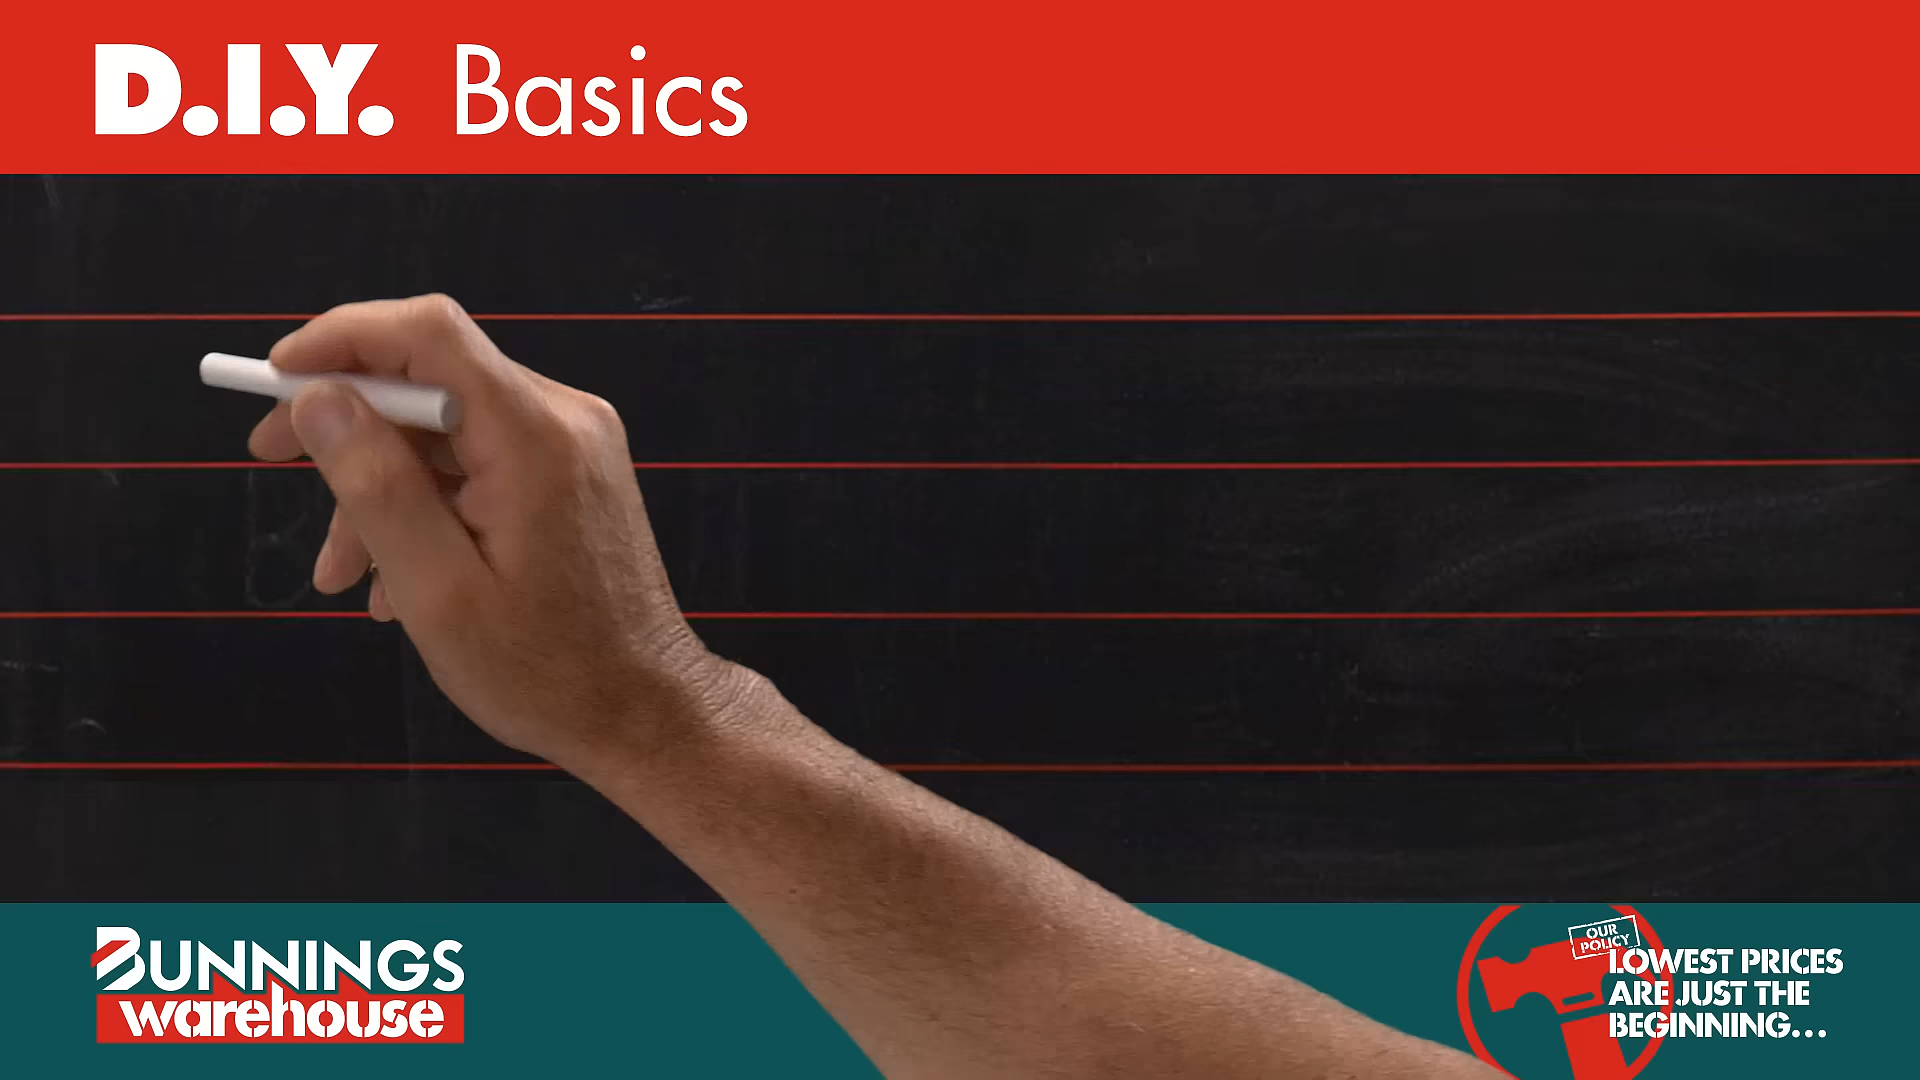 D.I.Y. Basics
BUNNINGS
warehouse
OUR
POLICY
LOWEST PRICES
ARE JUST THE
BEGINNING...